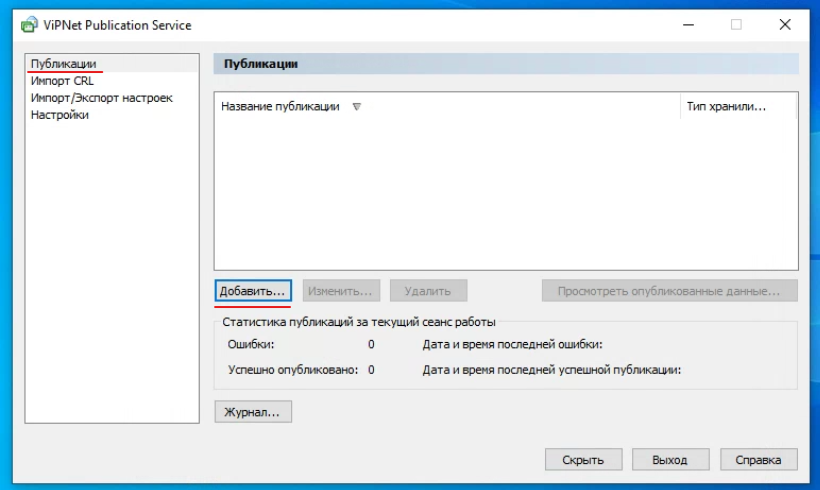 ViPNet Publication Service
Публикации
Импорт CRL
Импорт/Экспорт настроек
Настройки
Публикации
Название публикации Тип хранили...
Добавить... Изменить... Удалить Просмотреть опубликованные данные...
Статистика публикаций за текущий сеанс работы
Ошибки: 0 Дата и время последней ошибки:
Успешно опубликовано: 0 Дата и время последней успешной публикации:
Журнал...
Скрыть Выход Справка